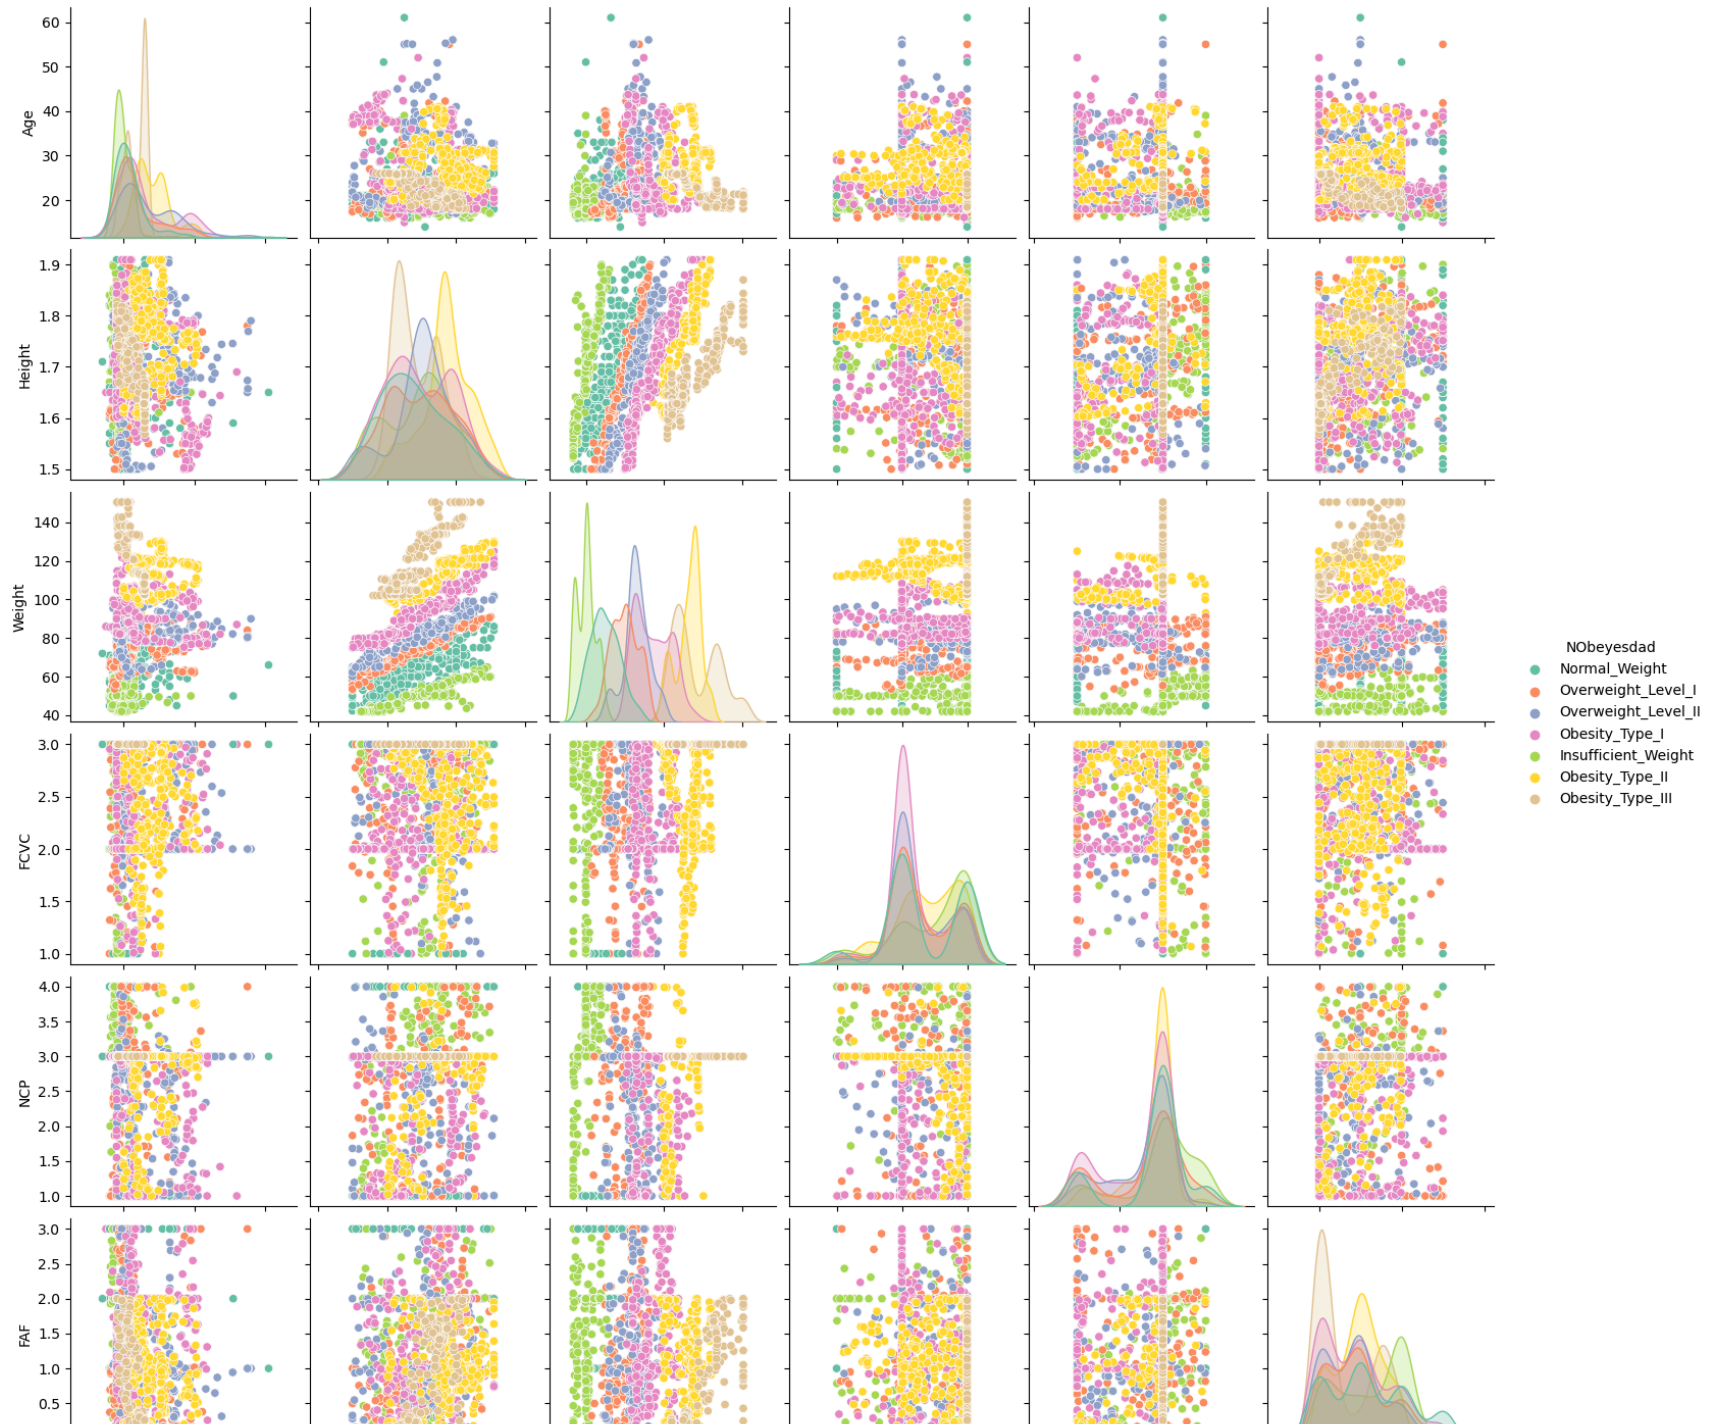 60
50
40
30
20
Age
1.9
1.8
1.7
1.6
1.5
Height
140
120
100
80
60
40
Weight
3.0
2.5
2.0
1.5
1.0
FCVC
4.0
3.5
3.0
2.5
2.0
1.5
1.0
NCP
3.0
2.5
2.0
1.5
1.0
0.5
FAF
NObeyesdad
Normal_Weight
Overweight_Level_I
Overweight_Level_II
Obesity_Type_I
Insufficient_Weight
Obesity_Type_II
Obesity_Type_III